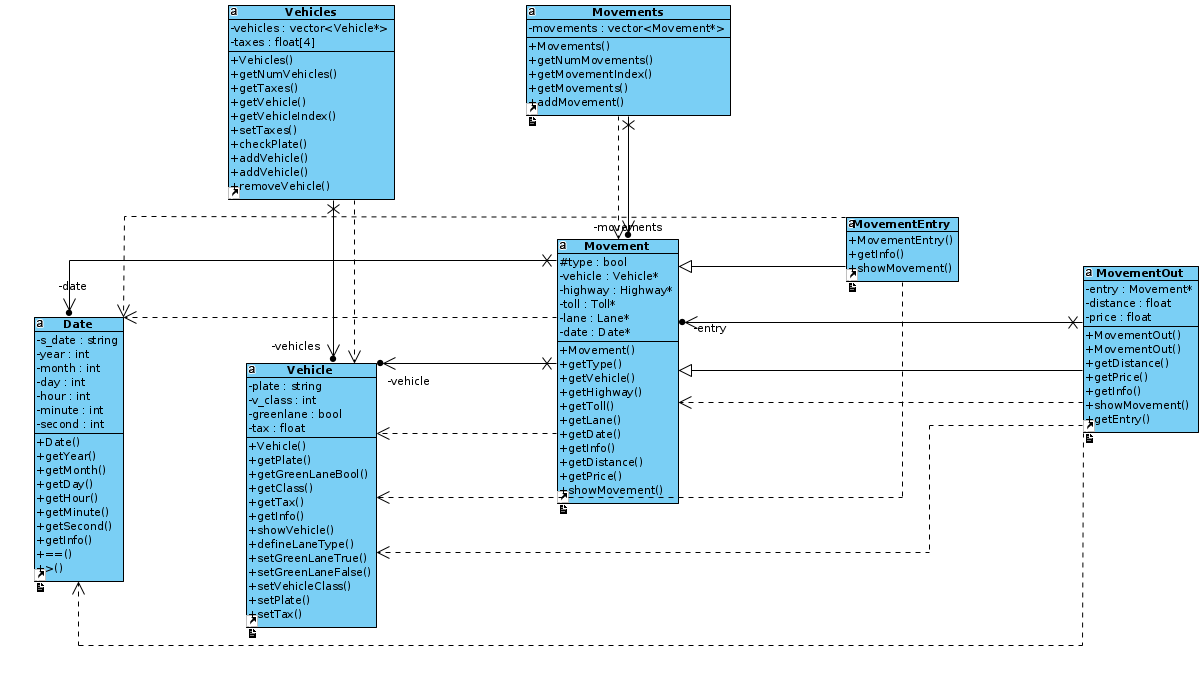 a Vehicles
-vehicles : vector<Vehicle*>
-taxes : float[4]
+Vehicles()
+getNumVehicles()
+getTaxes()
+getVehicle()
+getVehicleIndex()
+setTaxes()
+checkPlate()
+addVehicle()
+addVehicle()
+removeVehicle()
a Movements
-movements : vector<Movement*>
+Movements()
+getNumMovements()
+getMovementIndex()
+getMovements()
+addMovement()
-movements
a MovementEntry
+MovementEntry()
+getInfo()
+showMovement()
a Movement
#type : bool
-vehicle : Vehicle*
-highway : Highway*
-toll : Toll*
-lane : Lane*
-date : Date*
+Movement()
+getType()
+getVehicle()
+getHighway()
+getToll()
+getLane()
+getDate()
+getInfo()
+getDistance()
+getPrice()
+showMovement()
a MovementOut
-entry : Movement*
-distance : float
-price : float
+MovementOut()
+MovementOut()
+getDistance()
+getPrice()
+getInfo()
+showMovement()
+getEntry()
-entry
-date
a Date
-s_date : string
-year : int
-month : int
-day : int
-hour : int
-minute : int
-second : int
+Date()
+getYear()
+getMonth()
+getDay()
+getHour()
+getMinute()
+getSecond()
+getInfo()
+==()
+>()
-vehicles
-vehicle
a Vehicle
-plate : string
-v_class : int
-greenlane : bool
-tax : float
+Vehicle()
+getPlate()
+getGreenLaneBool()
+getClass()
+getTax()
+getInfo()
+showVehicle()
+defineLaneType()
+setGreenLaneTrue()
+setGreenLaneFalse()
+setVehicleClass()
+setPlate()
+setTax()